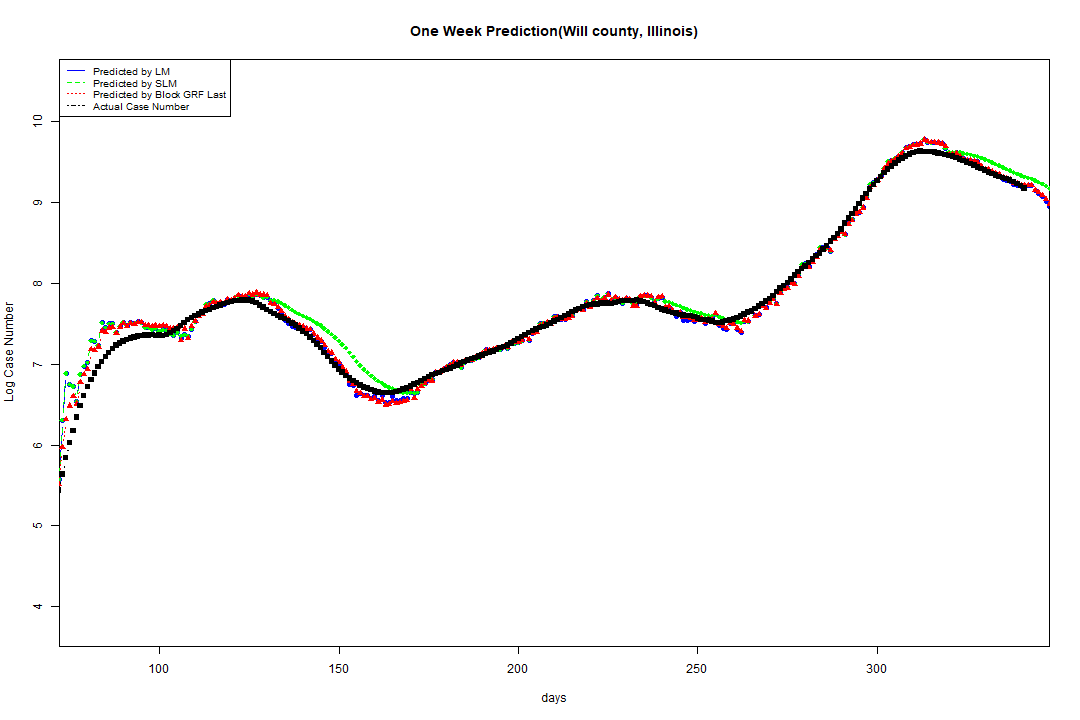 One Week Prediction(Will county, Illinois)
Predicted by LM
Predicted by SLM
Predicted by Block GRF Last
Actual Case Number
10
9
8
7
6
5
4
Log Case Number
100 150 200 250 300
days